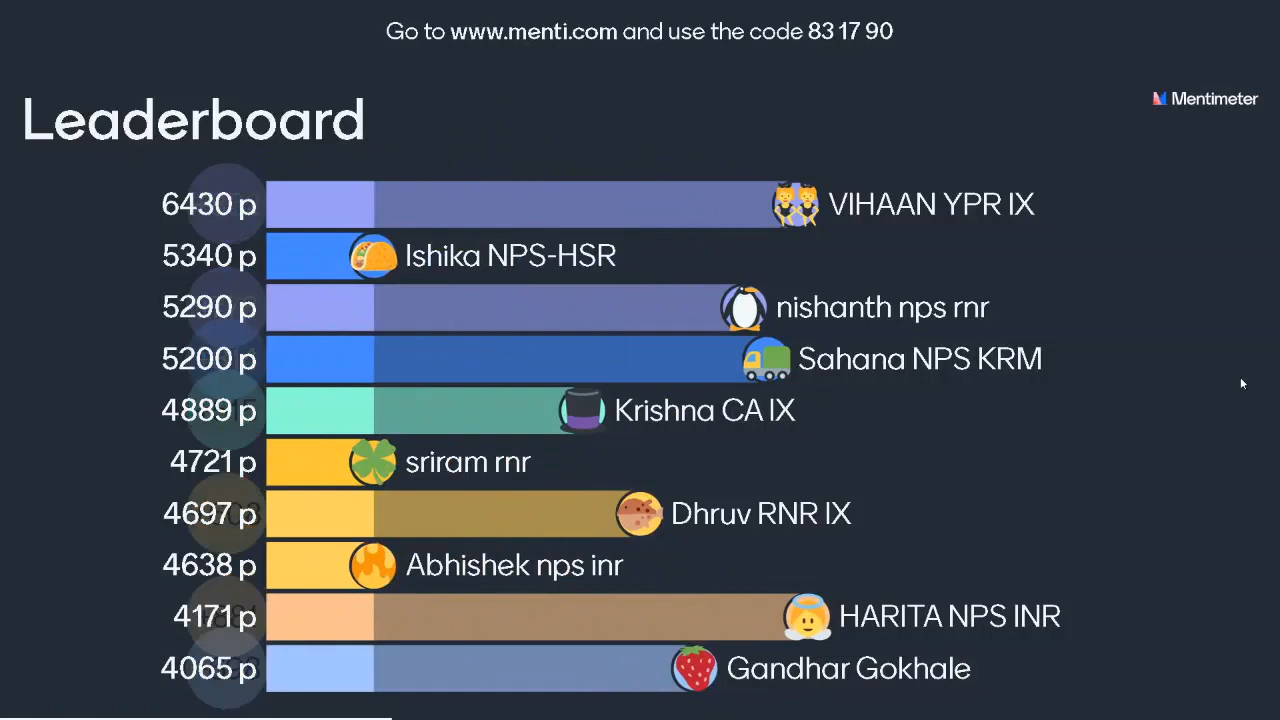 Go to www.menti.com and use the code 83 17 90
Mentimeter
Leaderboard
6430 p VIHAAN YPR IX
5340 p Ishika NPS-HSR
5290 p nishanth nps rnr
5200 p Sahana NPS KRM
4889 p Krishna CA IX
4721 p sriram rnr
4697 p Dhruv RNR IX
4638 p Abhishek nps inr
4171 p HARITA NPS INR
4065 p Gandhar Gokhale